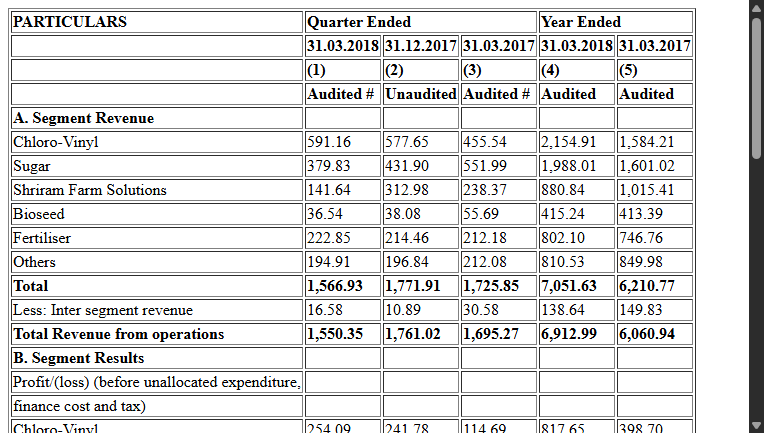 PARTICULARS Quarter Ended Year Ended
31.03.2018 31.12.2017 31.03.2017 31.03.2018 31.03.2017
(1) (2) (3) (4) (5)
Audited # Unaudited Audited # Audited Audited
A. Segment Revenue
Chloro-Vinyl 591.16 577.65 455.54 2,154.91 1,584.21
Sugar 379.83 431.90 551.99 1,988.01 1,601.02
Shriram Farm Solutions 141.64 312.98 238.37 880.84 1,015.41
Bioseed 36.54 38.08 55.69 415.24 413.39
Fertiliser 222.85 214.46 212.18 802.10 746.76
Others 194.91 196.84 212.08 810.53 849.98
Total 1,566.93 1,771.91 1,725.85 7,051.63 6,210.77
Less: Inter segment revenue 16.58 10.89 30.58 138.64 149.83
Total Revenue from operations 1,550.35 1,761.02 1,695.27 6,912.99 6,060.94
B. Segment Results
Profit/(loss) (before unallocated expenditure,
finance cost and tax)
Chloro-Vinyl 254.09 241.78 114.69 817.65 398.70